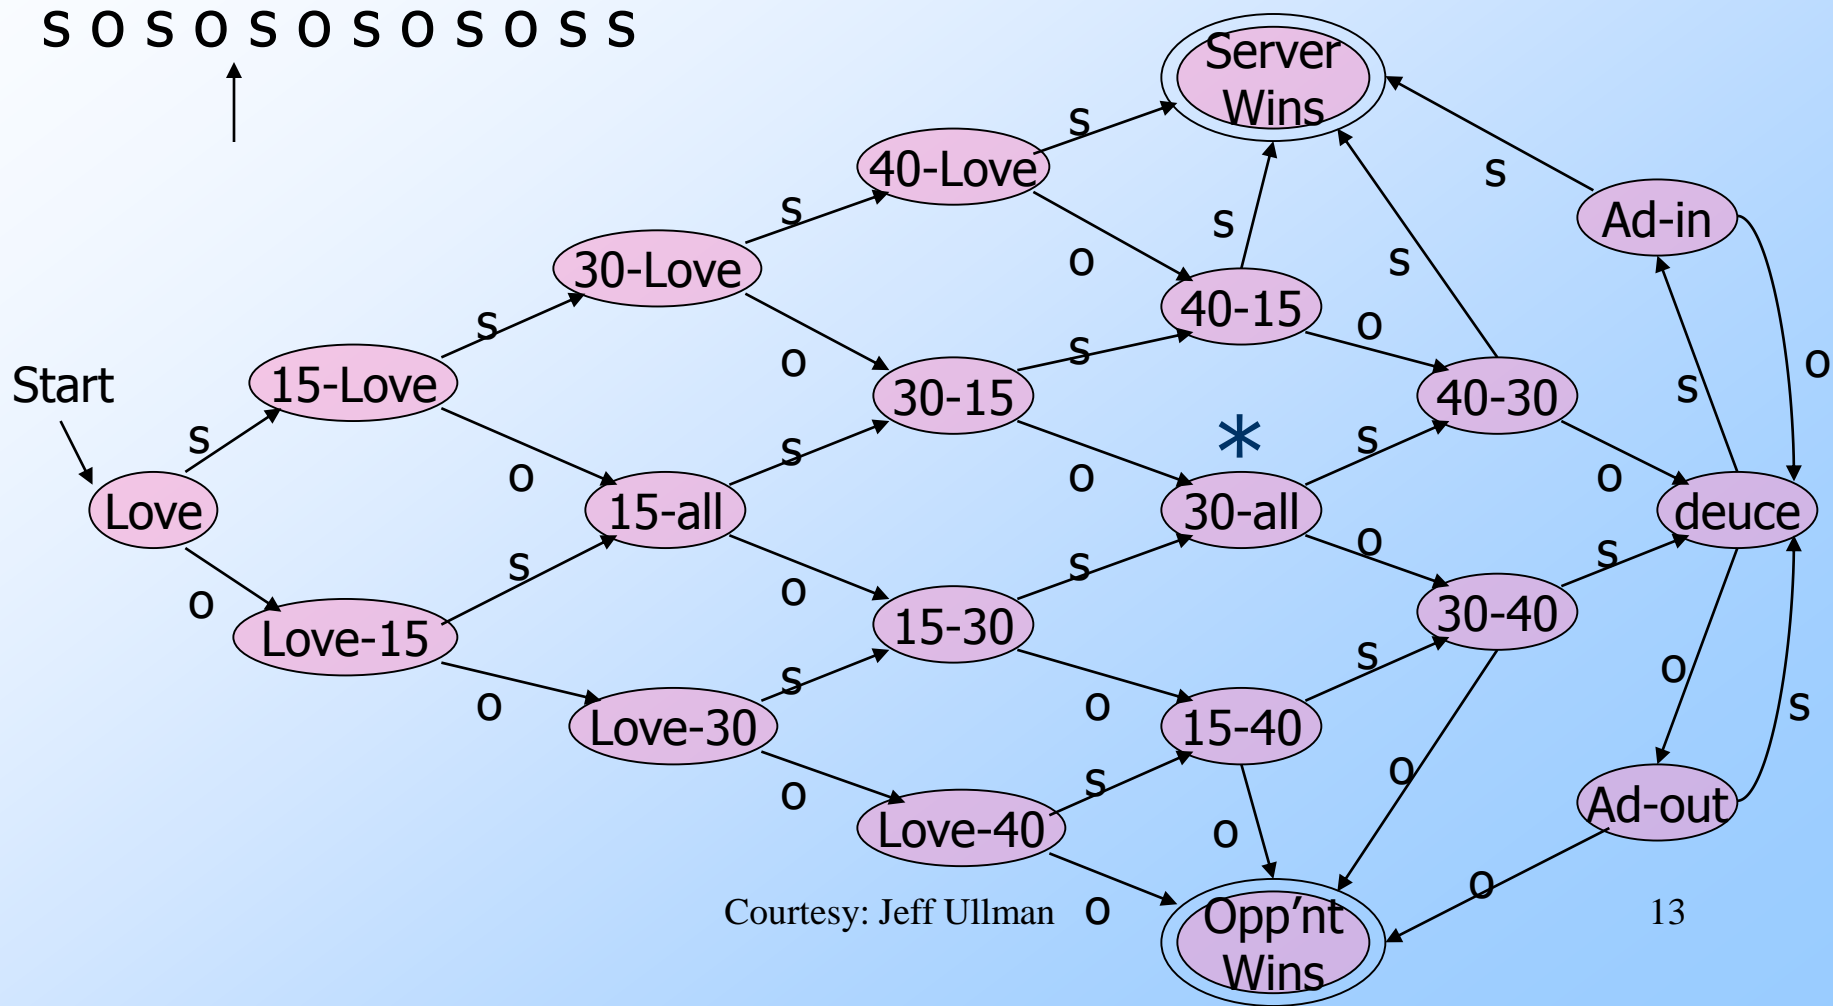 s o s o s o s o s o s s
Server
Wins
s
40-Love
s
s
s
Ad-in
30-Love
o
s
40-15
s
o
s
o
s
o
Start
15-Love
30-15
40-30
s
s
*
s
s
o
o
o
Love
15-all
30-all
deuce
s
s
o
s
o
o
15-30
30-40
Love-15
s
s
o
o
o
o
s
Love-30
15-40
s
o
o
Ad-out
Love-40
o
o
Courtesy: Jeff Ullman
o
Opp’nt
Wins
13